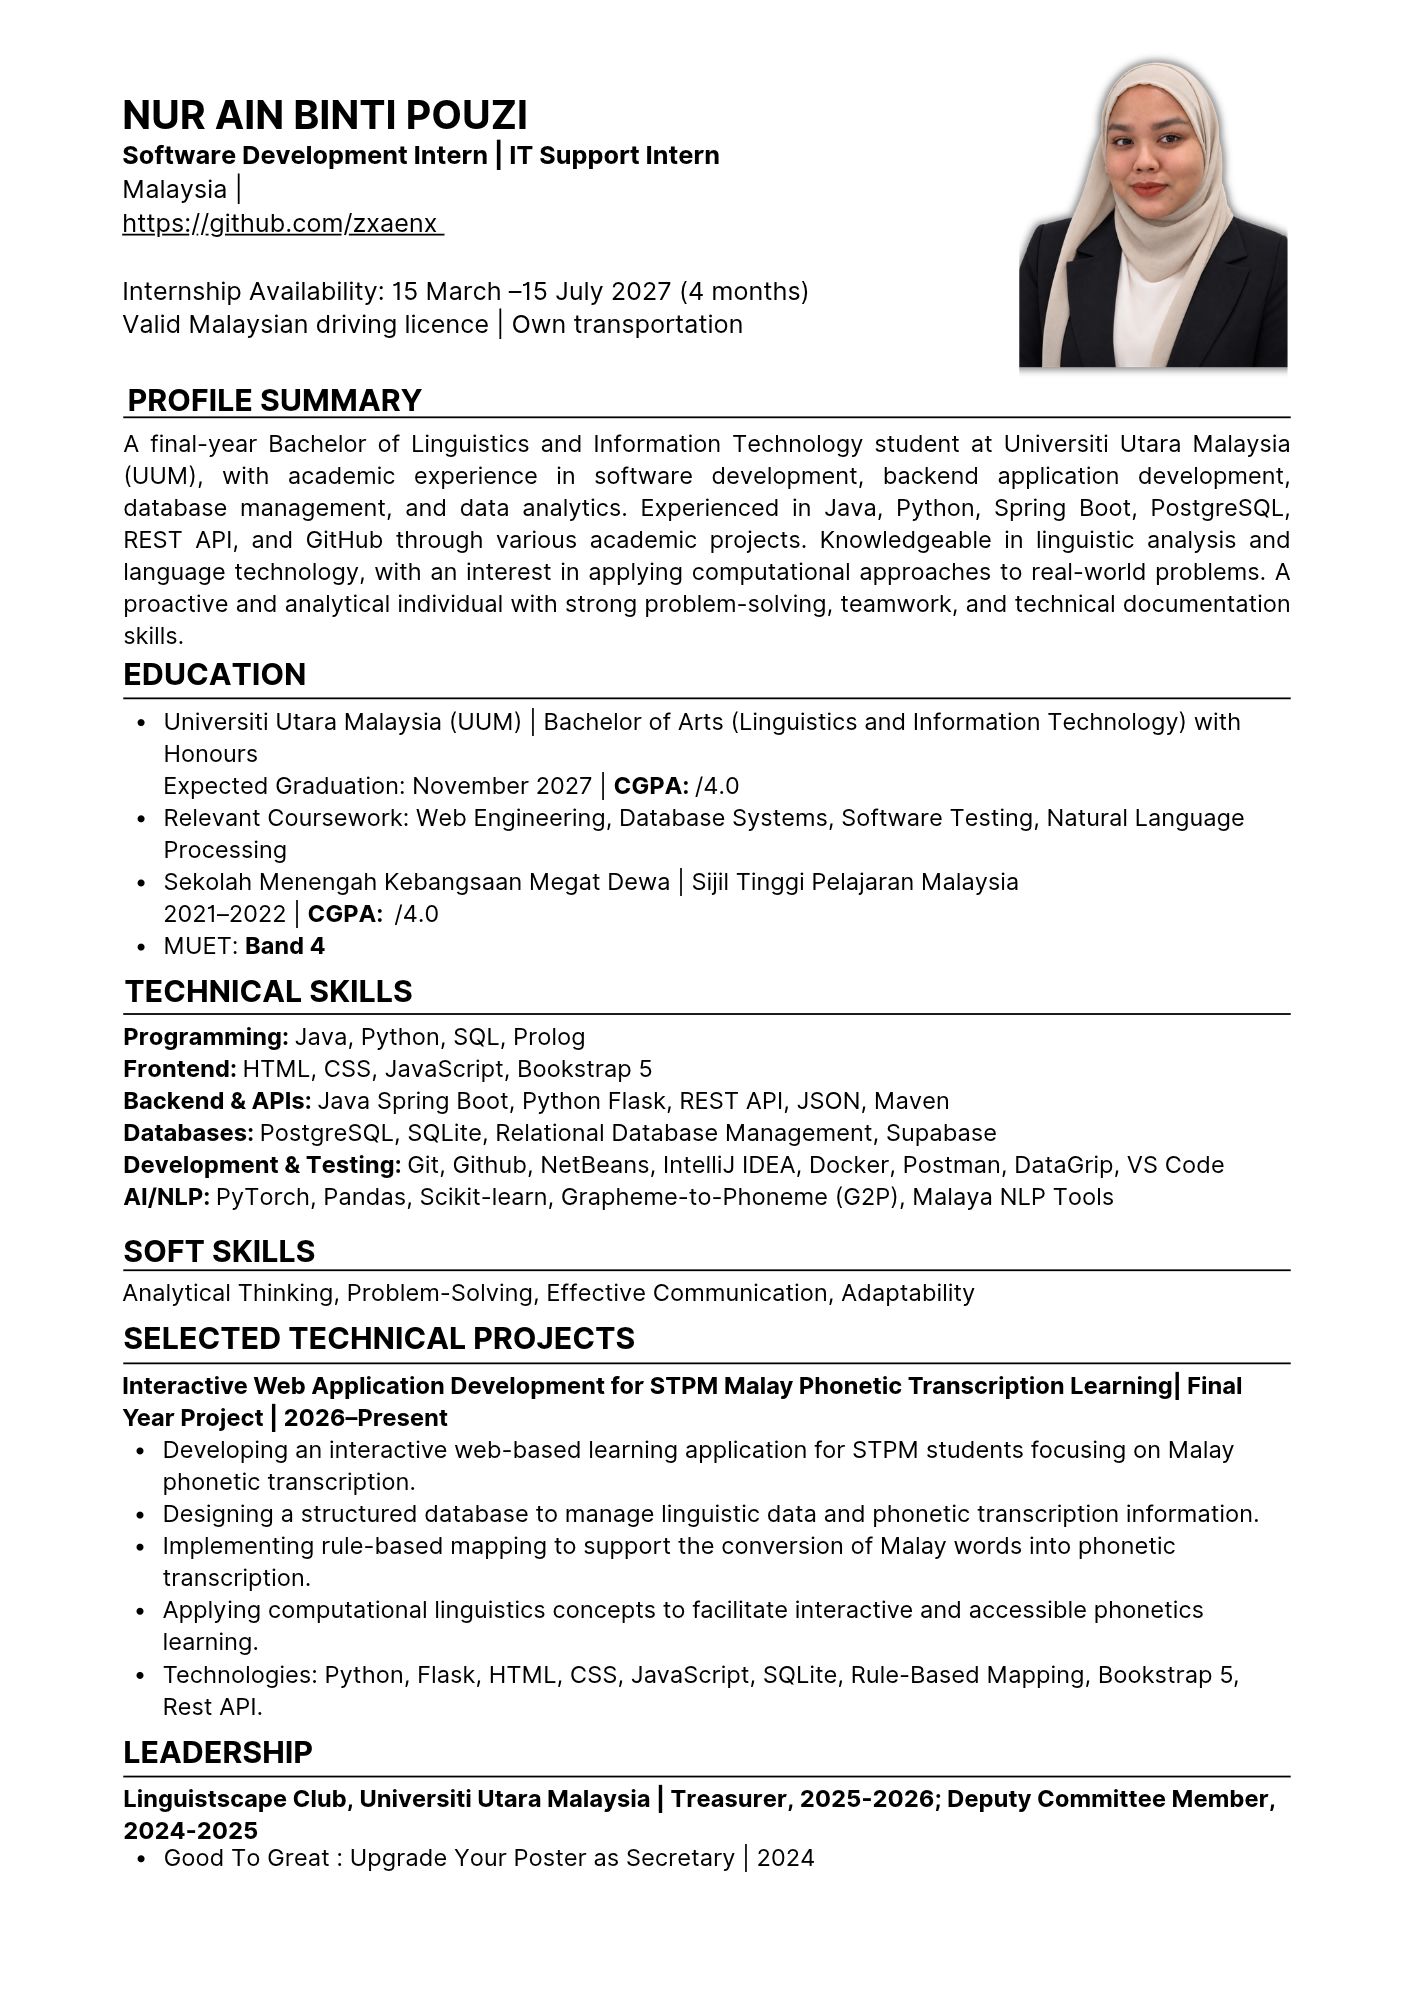 NUR AIN BINTI POUZI
Software Development Intern | IT Support Intern
Malaysia |
https://github.com/zxaenx
Internship Availability: 15 March –15 July 2027 (4 months)
Valid Malaysian driving licence | Own transportation
PROFILE SUMMARY
A final-year Bachelor of Linguistics and Information Technology student at Universiti Utara Malaysia
(UUM), with academic experience in software development, backend application development,
database management, and data analytics. Experienced in Java, Python, Spring Boot, PostgreSQL,
REST API, and GitHub through various academic projects. Knowledgeable in linguistic analysis and
language technology, with an interest in applying computational approaches to real-world problems. A
proactive and analytical individual with strong problem-solving, teamwork, and technical documentation
skills.
EDUCATION
• Universiti Utara Malaysia (UUM) | Bachelor of Arts (Linguistics and Information Technology) with
Honours
Expected Graduation: November 2027 | CGPA: /4.0
• Relevant Coursework: Web Engineering, Database Systems, Software Testing, Natural Language
Processing
• Sekolah Menengah Kebangsaan Megat Dewa | Sijil Tinggi Pelajaran Malaysia
2021–2022 | CGPA: /4.0
• MUET: Band 4
TECHNICAL SKILLS
Programming: Java, Python, SQL, Prolog
Frontend: HTML, CSS, JavaScript, Bookstrap 5
Backend & APIs: Java Spring Boot, Python Flask, REST API, JSON, Maven
Databases: PostgreSQL, SQLite, Relational Database Management, Supabase
Development & Testing: Git, Github, NetBeans, IntelliJ IDEA, Docker, Postman, DataGrip, VS Code
AI/NLP: PyTorch, Pandas, Scikit-learn, Grapheme-to-Phoneme (G2P), Malaya NLP Tools
SOFT SKILLS
Analytical Thinking, Problem-Solving, Effective Communication, Adaptability
SELECTED TECHNICAL PROJECTS
Interactive Web Application Development for STPM Malay Phonetic Transcription Learning| Final
Year Project | 2026–Present
• Developing an interactive web-based learning application for STPM students focusing on Malay
phonetic transcription.
• Designing a structured database to manage linguistic data and phonetic transcription information.
• Implementing rule-based mapping to support the conversion of Malay words into phonetic
transcription.
• Applying computational linguistics concepts to facilitate interactive and accessible phonetics
learning.
• Technologies: Python, Flask, HTML, CSS, JavaScript, SQLite, Rule-Based Mapping, Bookstrap 5,
Rest API.
LEADERSHIP
Linguistscape Club, Universiti Utara Malaysia | Treasurer, 2025-2026; Deputy Committee Member,
2024-2025
• Good To Great : Upgrade Your Poster as Secretary | 2024